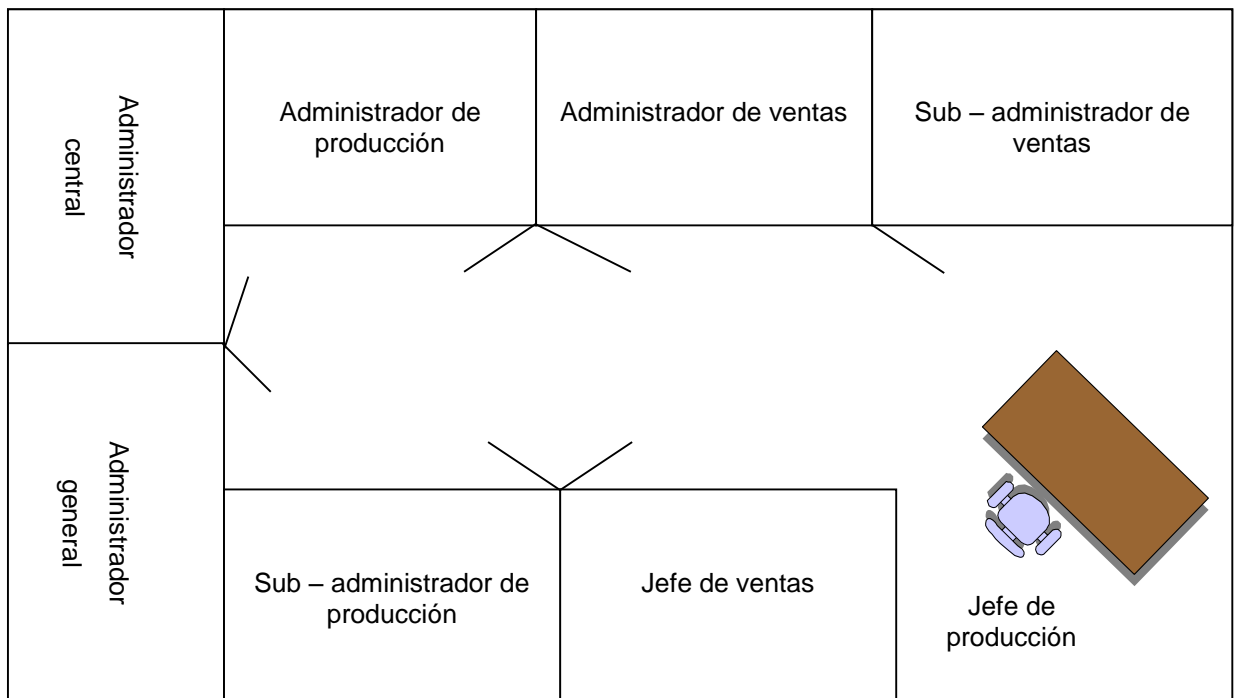 Administrador
central
Administrador de
producción
Administrador de ventas
Sub – administrador de
ventas
Administrador
general
Sub – administrador de
producción
Jefe de ventas
Jefe de
producción